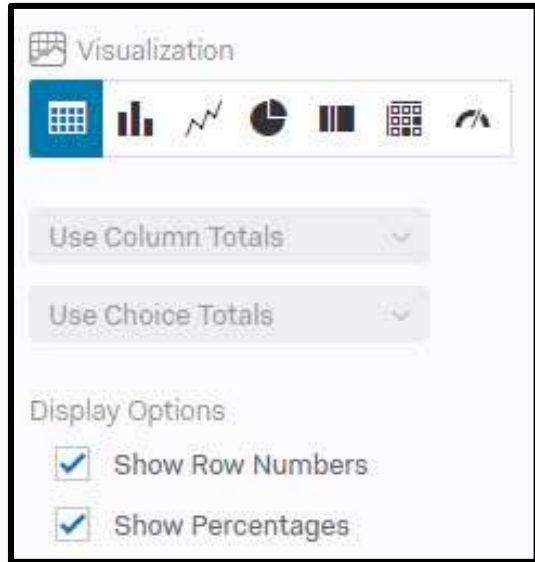 Visualization
Use Column Totals
Use Choice Totals
Display Options
Show Row Numbers
Show Percentages